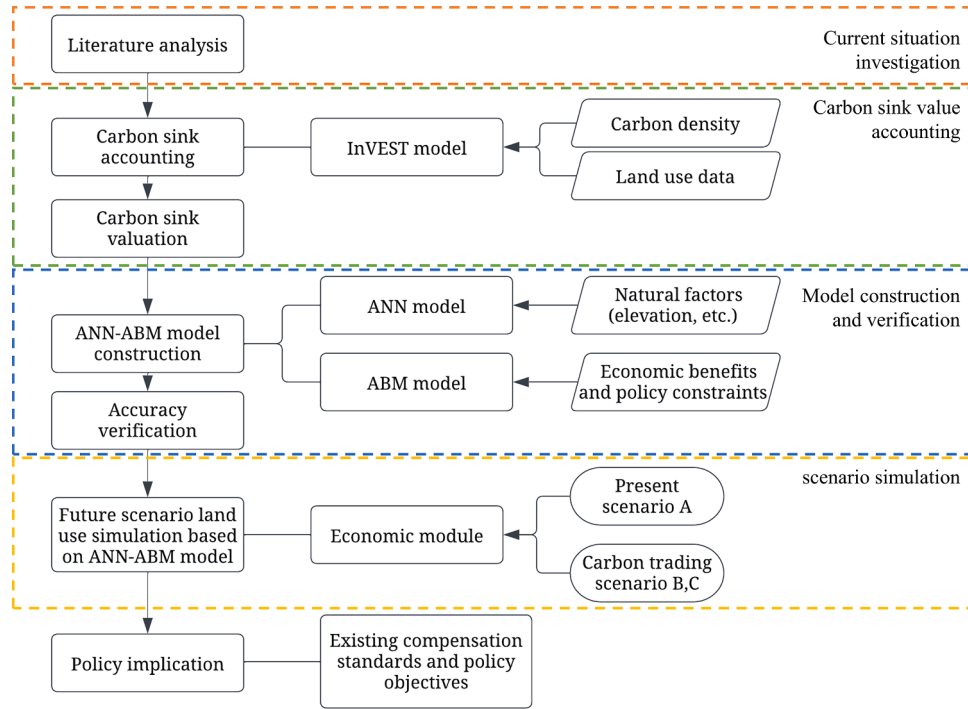 Literature analysis
Current situation
investigation
Carbon sink value
accounting
Carbon sink
accounting
InVEST model
Carbon density
Land use data
Carbon sink
valuation
Model construction
and verification
ANN-ABM model
construction
ANN model
Natural factors
(elevation, etc.)
ABM model
Economic benefits
and policy constraints
Accuracy
verification
scenario simulation
Future scenario land
use simulation based
on ANN-ABM model
Economic module
Present
scenario A
Carbon trading
scenario B,C
Policy implication
Existing compensation
standards and policy
objectives